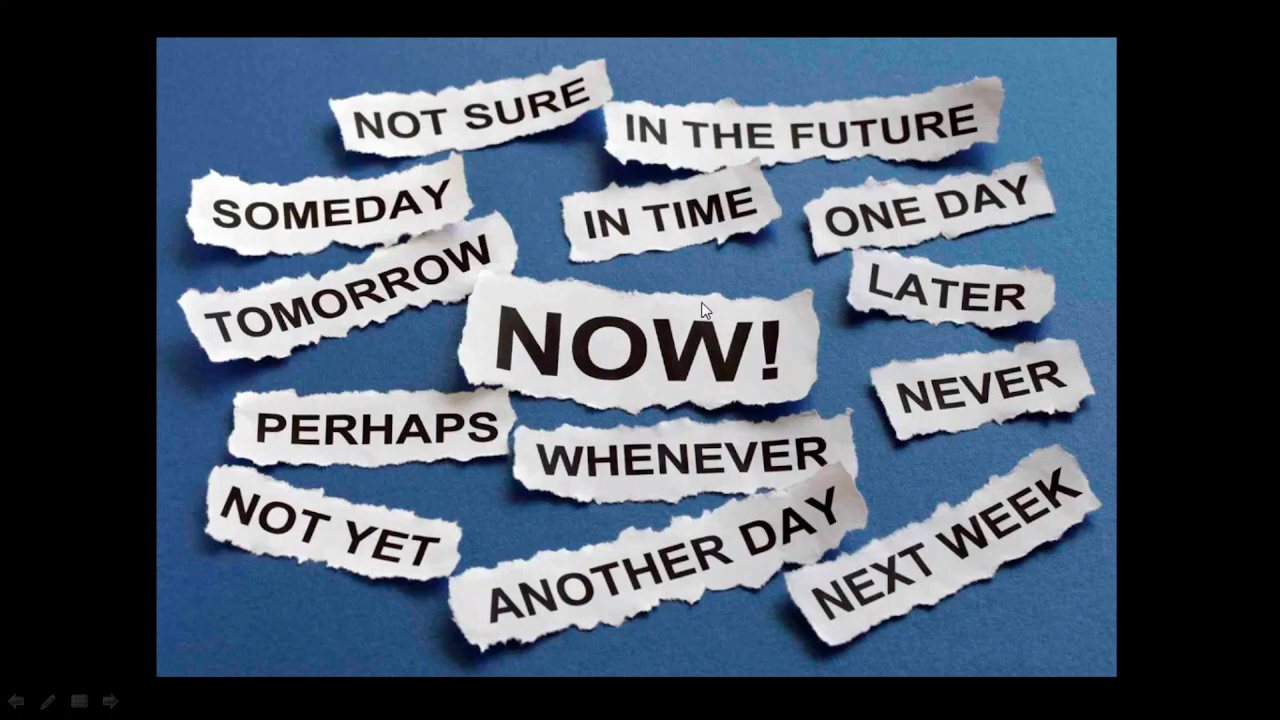 NOT SURE
IN THE FUTURE
SOMEDAY
IN TIME
ONE DAY
TOMORROW
LATER
NOW!
NEVER
PERHAPS
WHENEVER
NOT YET
ANOTHER DAY
NEXT WEEK